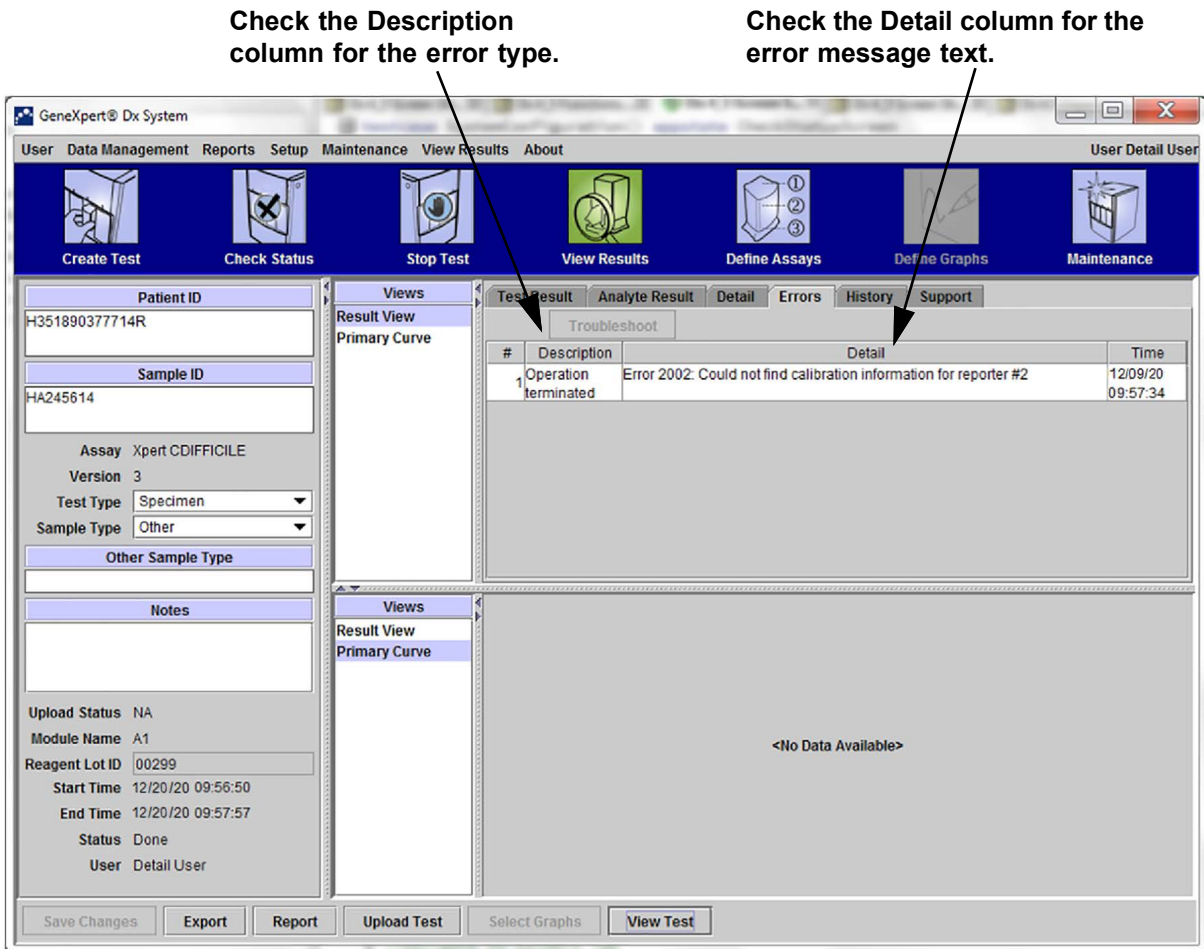 Check the Description
column for the error type.
Check the Detail column for the
error message text.
GeneXpert® Dx System
User Data Management Reports Setup Maintenance View Results About User Detail User
Create Test Check Status Stop Test View Results Define Assays Define Graphs Maintenance
Patient ID
H351890377714R
Sample ID
HA245614
Assay Xpert CDIFFICILE
Version 3
Test Type Specimen
Sample Type Other
Other Sample Type
Notes
Upload Status NA
Module Name A1
Reagent Lot ID 00299
Start Time 12/20/20 09:56:50
End Time 12/20/20 09:57:57
Status Done
User Detail User
Views
Result View
Primary Curve
Test Result Analyte Result Detail Errors History Support
Troubleshoot
# Description Detail Time
1 Operation terminated Error 2002: Could not find calibration information for reporter #2 12/09/20 09:57:34
Views
Result View
Primary Curve
<No Data Available>
Save Changes Export Report Upload Test Select Graphs View Test